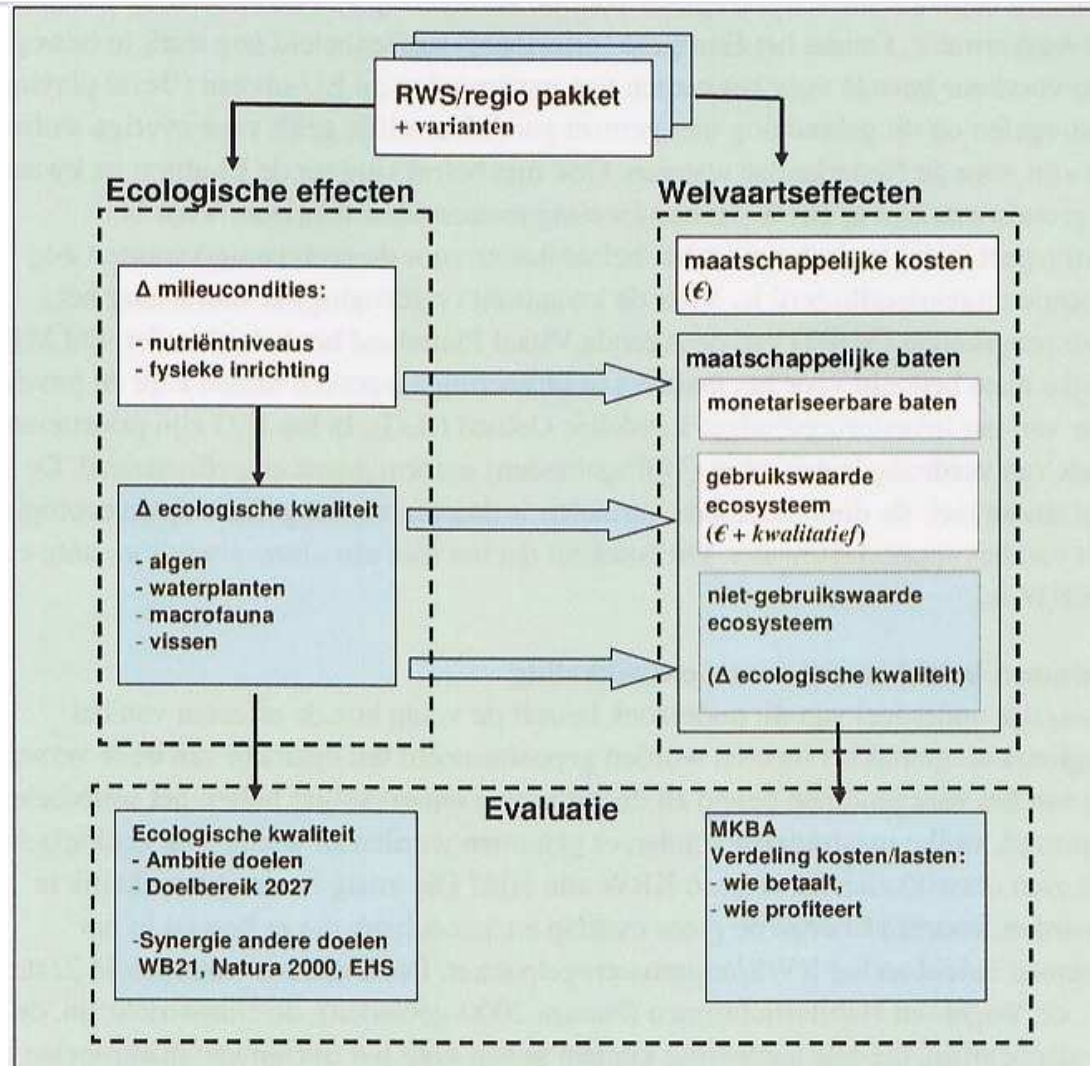 RWS/regio pakket
+ varianten
Ecologische effecten
Δ milieucondities:
- nutriëntniveaus
- fysieke inrichting
Δ ecologische kwaliteit
- algen
- waterplanten
- macrofauna
- vissen
Welvaartseffecten
maatschappelijke kosten
(€)
maatschappelijke baten
monetariseerbare baten
gebruikswaarde
ecosysteem
(€ + kwalitatief)
niet-gebruikswaarde
ecosysteem
(Δ ecologische kwaliteit)
Evaluatie
Ecologische kwaliteit
- Ambitie doelen
- Doelbereik 2027
-Synergie andere doelen
WB21, Natura 2000, EHS
MKBA
Verdeling kosten/lasten:
- wie betaalt,
- wie profiteert